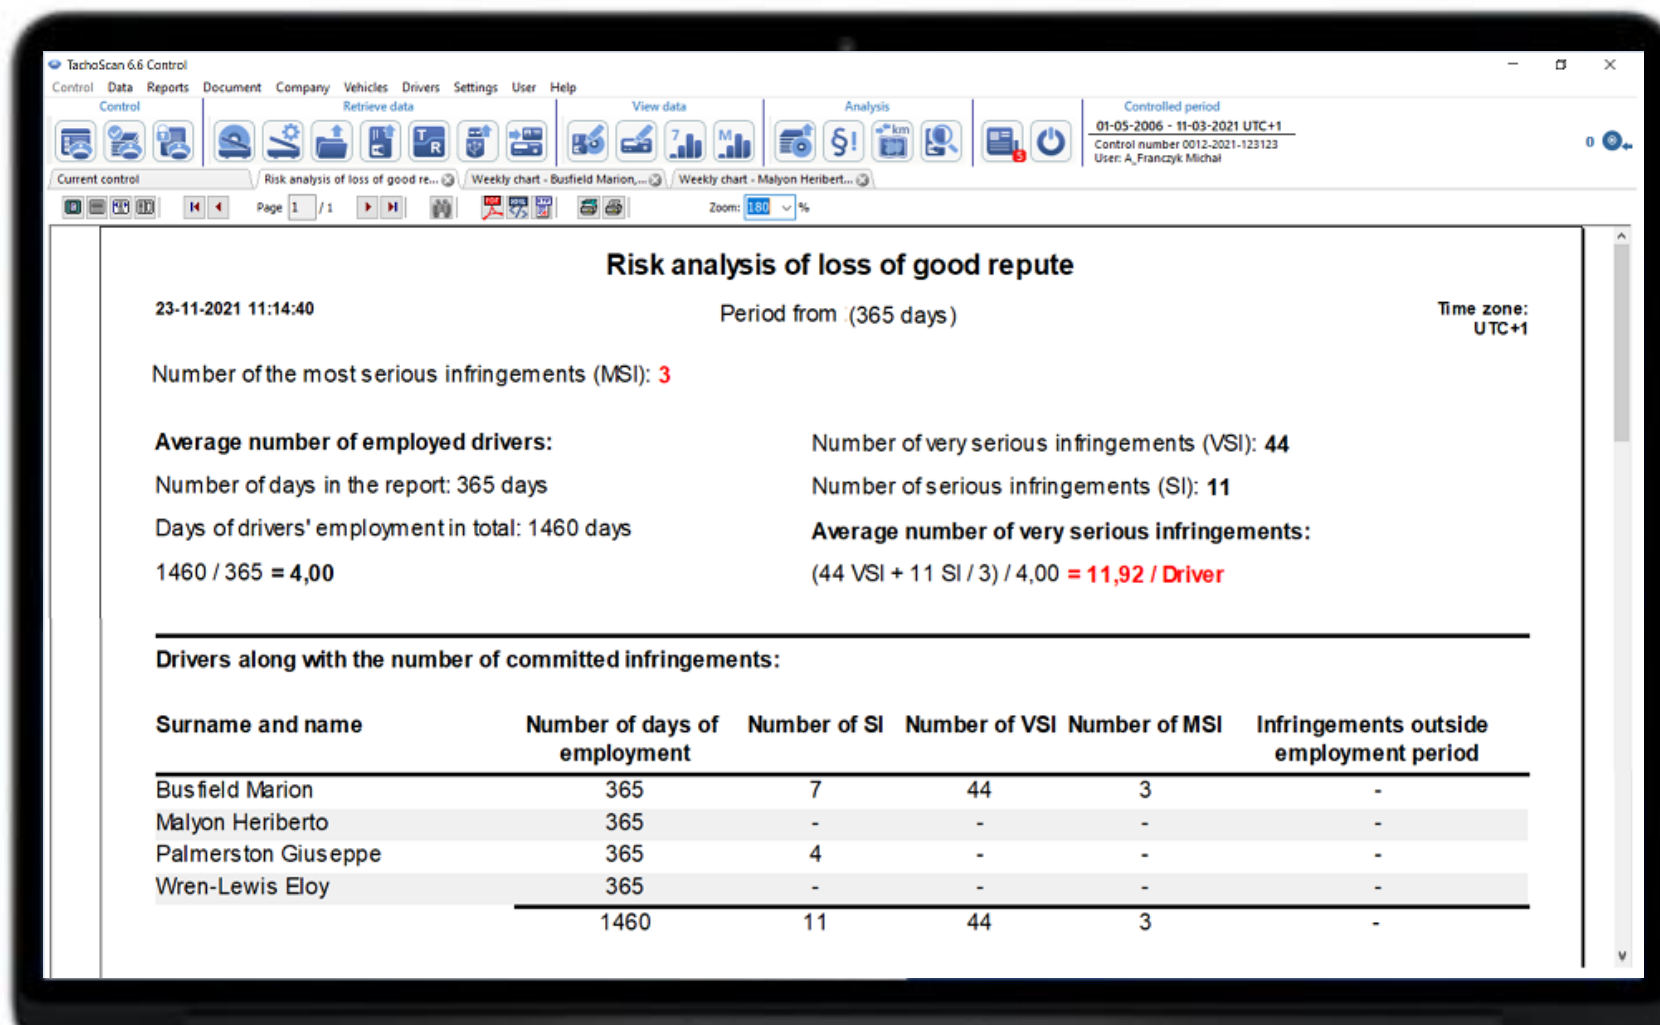 TachoScan 6.6 Control
Control Data Reports Document Company Vehicles Drivers Settings User Help
Control Retrieve data View data Analysis Controlled period
01-05-2006 - 11-03-2021 UTC+1
Control number 0012-2021-123123
User: A_Franczyk Michał
0
Current control Risk analysis of loss of good re... Weekly chart - Busfield Marion,... Weekly chart - Malyon Heribert...
Page 1 / 1 Zoom: 180 %
Risk analysis of loss of good repute
23-11-2021 11:14:40
Period from (365 days)
Time zone:
UTC+1
Number of the most serious infringements (MSI): 3
Average number of employed drivers:
Number of days in the report: 365 days
Days of drivers' employment in total: 1460 days
1460 / 365 = 4,00
Number of very serious infringements (VSI): 44
Number of serious infringements (SI): 11
Average number of very serious infringements:
(44 VSI + 11 SI / 3) / 4,00 = 11,92 / Driver
Drivers along with the number of committed infringements:
Surname and name Number of days of employment Number of SI Number of VSI Number of MSI Infringements outside employment period
Busfield Marion 365 7 44 3 -
Malyon Heriberto 365 - - - -
Palmerston Giuseppe 365 4 - - -
Wren-Lewis Eloy 365 - - - -
1460 11 44 3 -